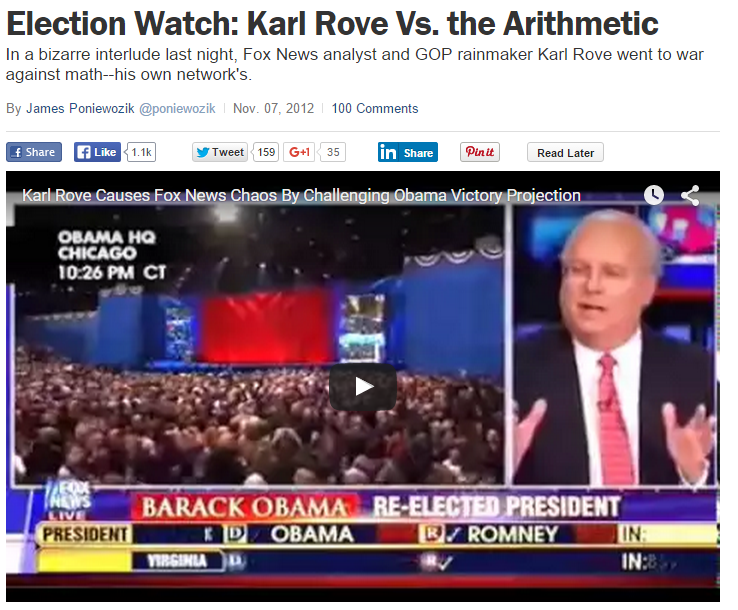 Election Watch: Karl Rove Vs. the Arithmetic
In a bizarre interlude last night, Fox News analyst and GOP rainmaker Karl Rove went to war
against math--his own network's.
By James Poniewozik @poniewozik | Nov. 07, 2012 | 100 Comments
f Share f Like 1.1k Tweet 159 G+1 35 in Share Pin it Read Later
Karl Rove Causes Fox News Chaos By Challenging Obama Victory Projection
OBAMA HQ
CHICAGO
10:26 PM CT
FOX
NEWS
LIVE
BARACK OBAMA RE-ELECTED PRESIDENT
PRESIDENT D OBAMA R ✓ ROMNEY IN:
VIRGINIA D R ✓ IN: